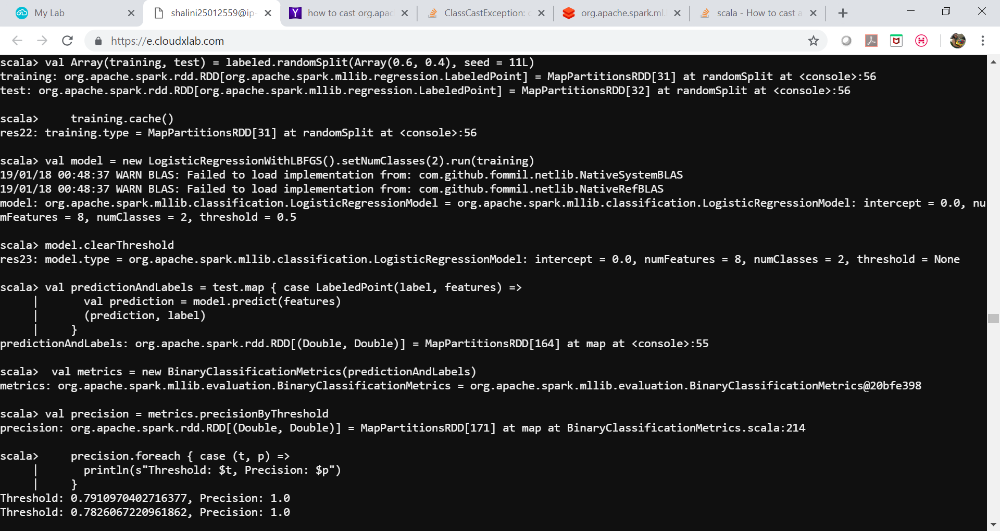 My Lab
shalini25012559@ip-
how to cast org.apac
ClassCastException:
org.apache.spark.ml.
scala - How to cast a
https://e.cloudxlab.com
scala> val Array(training, test) = labeled.randomSplit(Array(0.6, 0.4), seed = 11L)
training: org.apache.spark.rdd.RDD[org.apache.spark.mllib.regression.LabeledPoint] = MapPartitionsRDD[31] at randomSplit at <console>:56
test: org.apache.spark.rdd.RDD[org.apache.spark.mllib.regression.LabeledPoint] = MapPartitionsRDD[32] at randomSplit at <console>:56
scala>     training.cache()
res22: training.type = MapPartitionsRDD[31] at randomSplit at <console>:56
scala> val model = new LogisticRegressionWithLBFGS().setNumClasses(2).run(training)
19/01/18 00:48:37 WARN BLAS: Failed to load implementation from: com.github.fommil.netlib.NativeSystemBLAS
19/01/18 00:48:37 WARN BLAS: Failed to load implementation from: com.github.fommil.netlib.NativeRefBLAS
model: org.apache.spark.mllib.classification.LogisticRegressionModel = org.apache.spark.mllib.classification.LogisticRegressionModel: intercept = 0.0, nu
mFeatures = 8, numClasses = 2, threshold = 0.5
scala> model.clearThreshold
res23: model.type = org.apache.spark.mllib.classification.LogisticRegressionModel: intercept = 0.0, numFeatures = 8, numClasses = 2, threshold = None
scala> val predictionAndLabels = test.map { case LabeledPoint(label, features) =>
     |       val prediction = model.predict(features)
     |       (prediction, label)
     |     }
predictionAndLabels: org.apache.spark.rdd.RDD[(Double, Double)] = MapPartitionsRDD[164] at map at <console>:55
scala>  val metrics = new BinaryClassificationMetrics(predictionAndLabels)
metrics: org.apache.spark.mllib.evaluation.BinaryClassificationMetrics = org.apache.spark.mllib.evaluation.BinaryClassificationMetrics@20bfe398
scala> val precision = metrics.precisionByThreshold
precision: org.apache.spark.rdd.RDD[(Double, Double)] = MapPartitionsRDD[171] at map at BinaryClassificationMetrics.scala:214
scala>     precision.foreach { case (t, p) =>
     |       println(s"Threshold: $t, Precision: $p")
     |     }
Threshold: 0.7910970402716377, Precision: 1.0
Threshold: 0.7826067220961862, Precision: 1.0